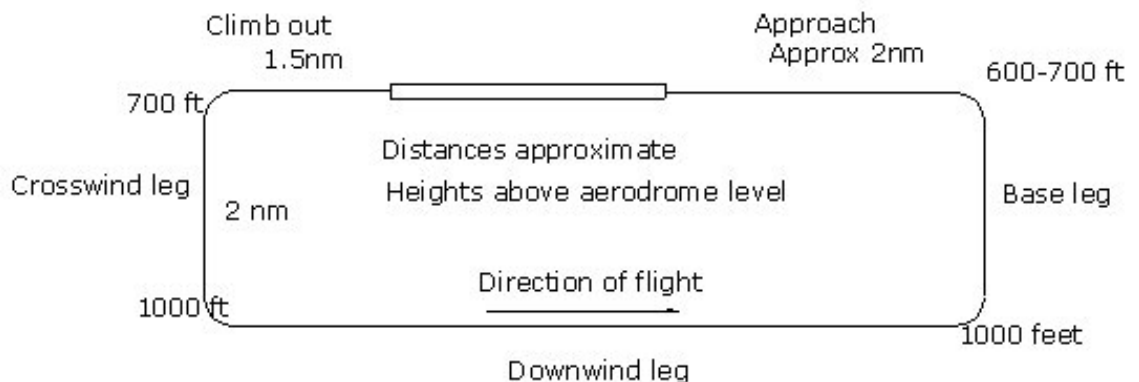 Climb out
1.5nm
Approach
Approx 2nm
600-700 ft
700 ft
Distances approximate
Heights above aerodrome level
Crosswind leg
2 nm
Base leg
Direction of flight
1000 ft
1000 feet
Downwind leg